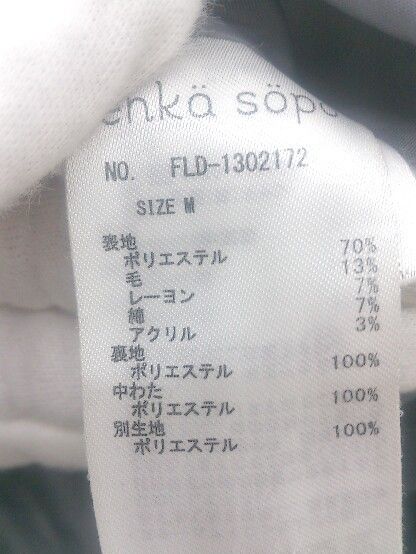 enkä söpo
NO. FLD-1302172
SIZE M
表地
ポリエステル 70%
毛 13%
レーヨン 7%
綿 7%
アクリル 3%
裏地
ポリエステル 100%
中わた
ポリエステル 100%
別生地
ポリエステル 100%